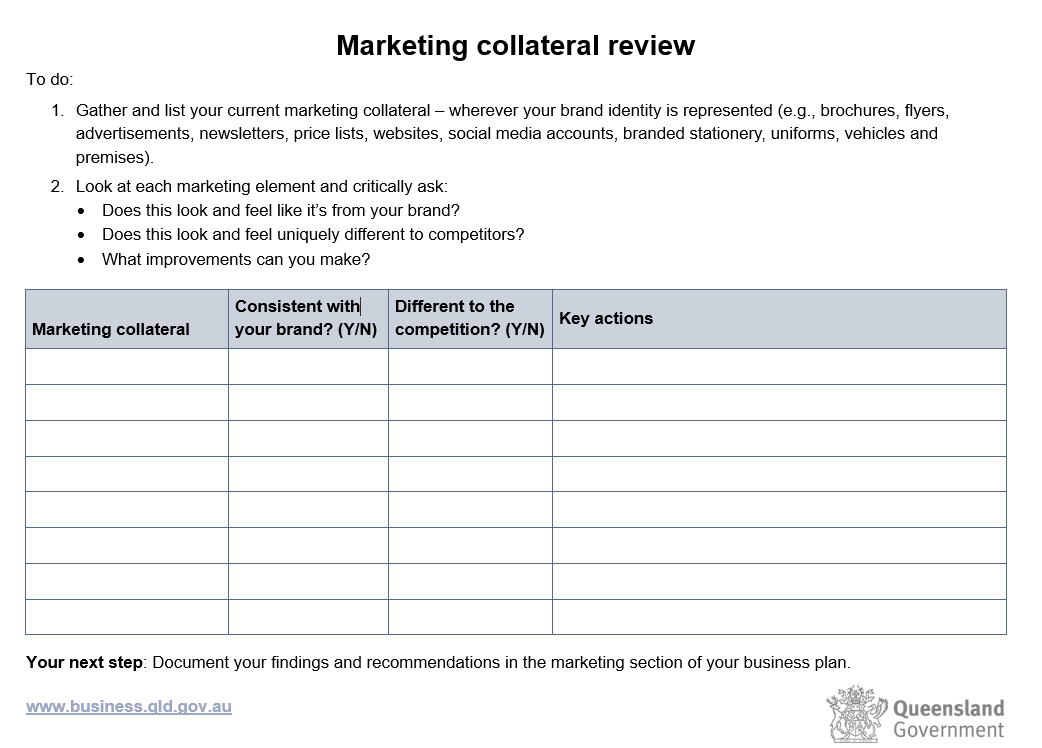 Marketing collateral review
To do:
1. Gather and list your current marketing collateral – wherever your brand identity is represented (e.g., brochures, flyers,
advertisements, newsletters, price lists, websites, social media accounts, branded stationery, uniforms, vehicles and
premises).
2. Look at each marketing element and critically ask:
• Does this look and feel like it’s from your brand?
• Does this look and feel uniquely different to competitors?
• What improvements can you make?
Marketing collateral
Consistent with
your brand? (Y/N)
Different to the
competition? (Y/N)
Key actions
Your next step: Document your findings and recommendations in the marketing section of your business plan.
www.business.qld.gov.au
Queensland
Government